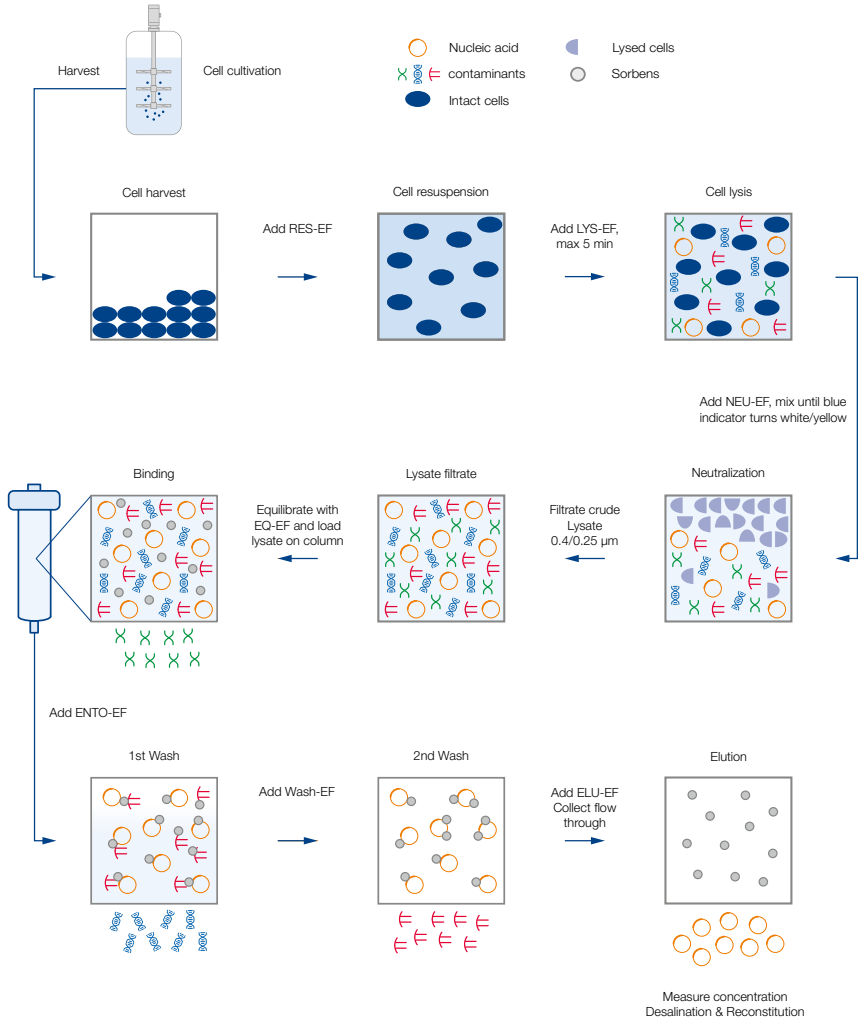 Harvest
Cell cultivation
Nucleic acid
contaminants
Intact cells
Lysed cells
Sorbens
Cell harvest
Add RES-EF
Cell resuspension
Add LYS-EF,
max 5 min
Cell lysis
Add NEU-EF, mix until blue
indicator turns white/yellow
Neutralization
Filtrate crude
Lysate
0.4/0.25 µm
Lysate filtrate
Equilibrate with
EQ-EF and load
lysate on column
Binding
Add ENTO-EF
1st Wash
Add Wash-EF
2nd Wash
Add ELU-EF
Collect flow
through
Elution
Measure concentration
Desalination & Reconstitution